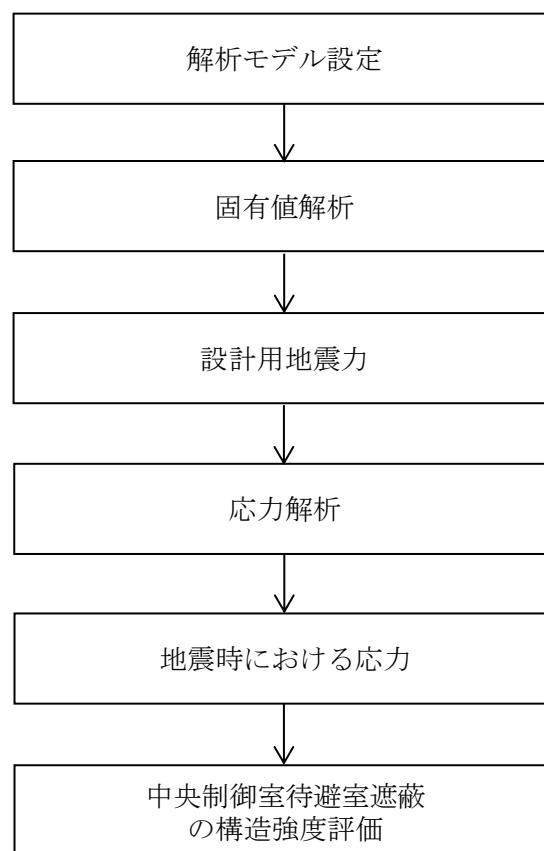 解析モデル設定
固有値解析
設計用地震力
応力解析
地震時における応力
中央制御室待避室遮蔽
の構造強度評価